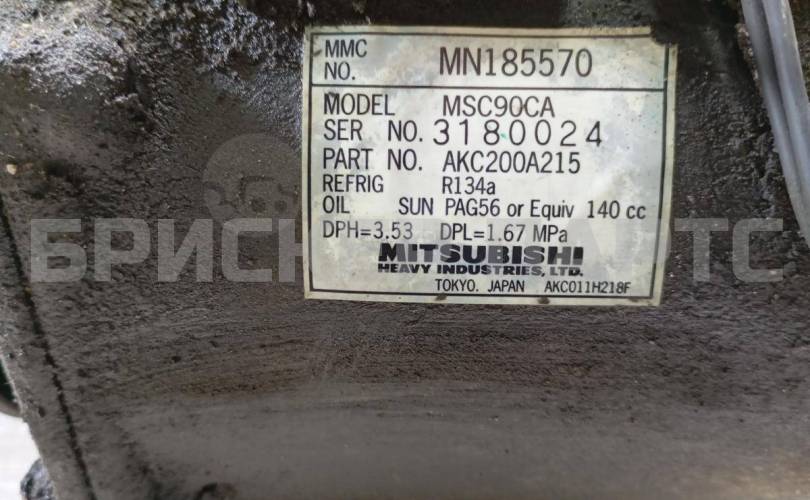 MMC NO. MN185570
MODEL MSC90CA
SER NO. 3180024
PART NO. AKC200A215
REFRIG R134a
OIL SUN PAG56 or Equiv 140 cc
DPH=3.53 DPL=1.67 MPa
MITSUBISHI
HEAVY INDUSTRIES, LTD.
TOKYO. JAPAN AKC011H218F